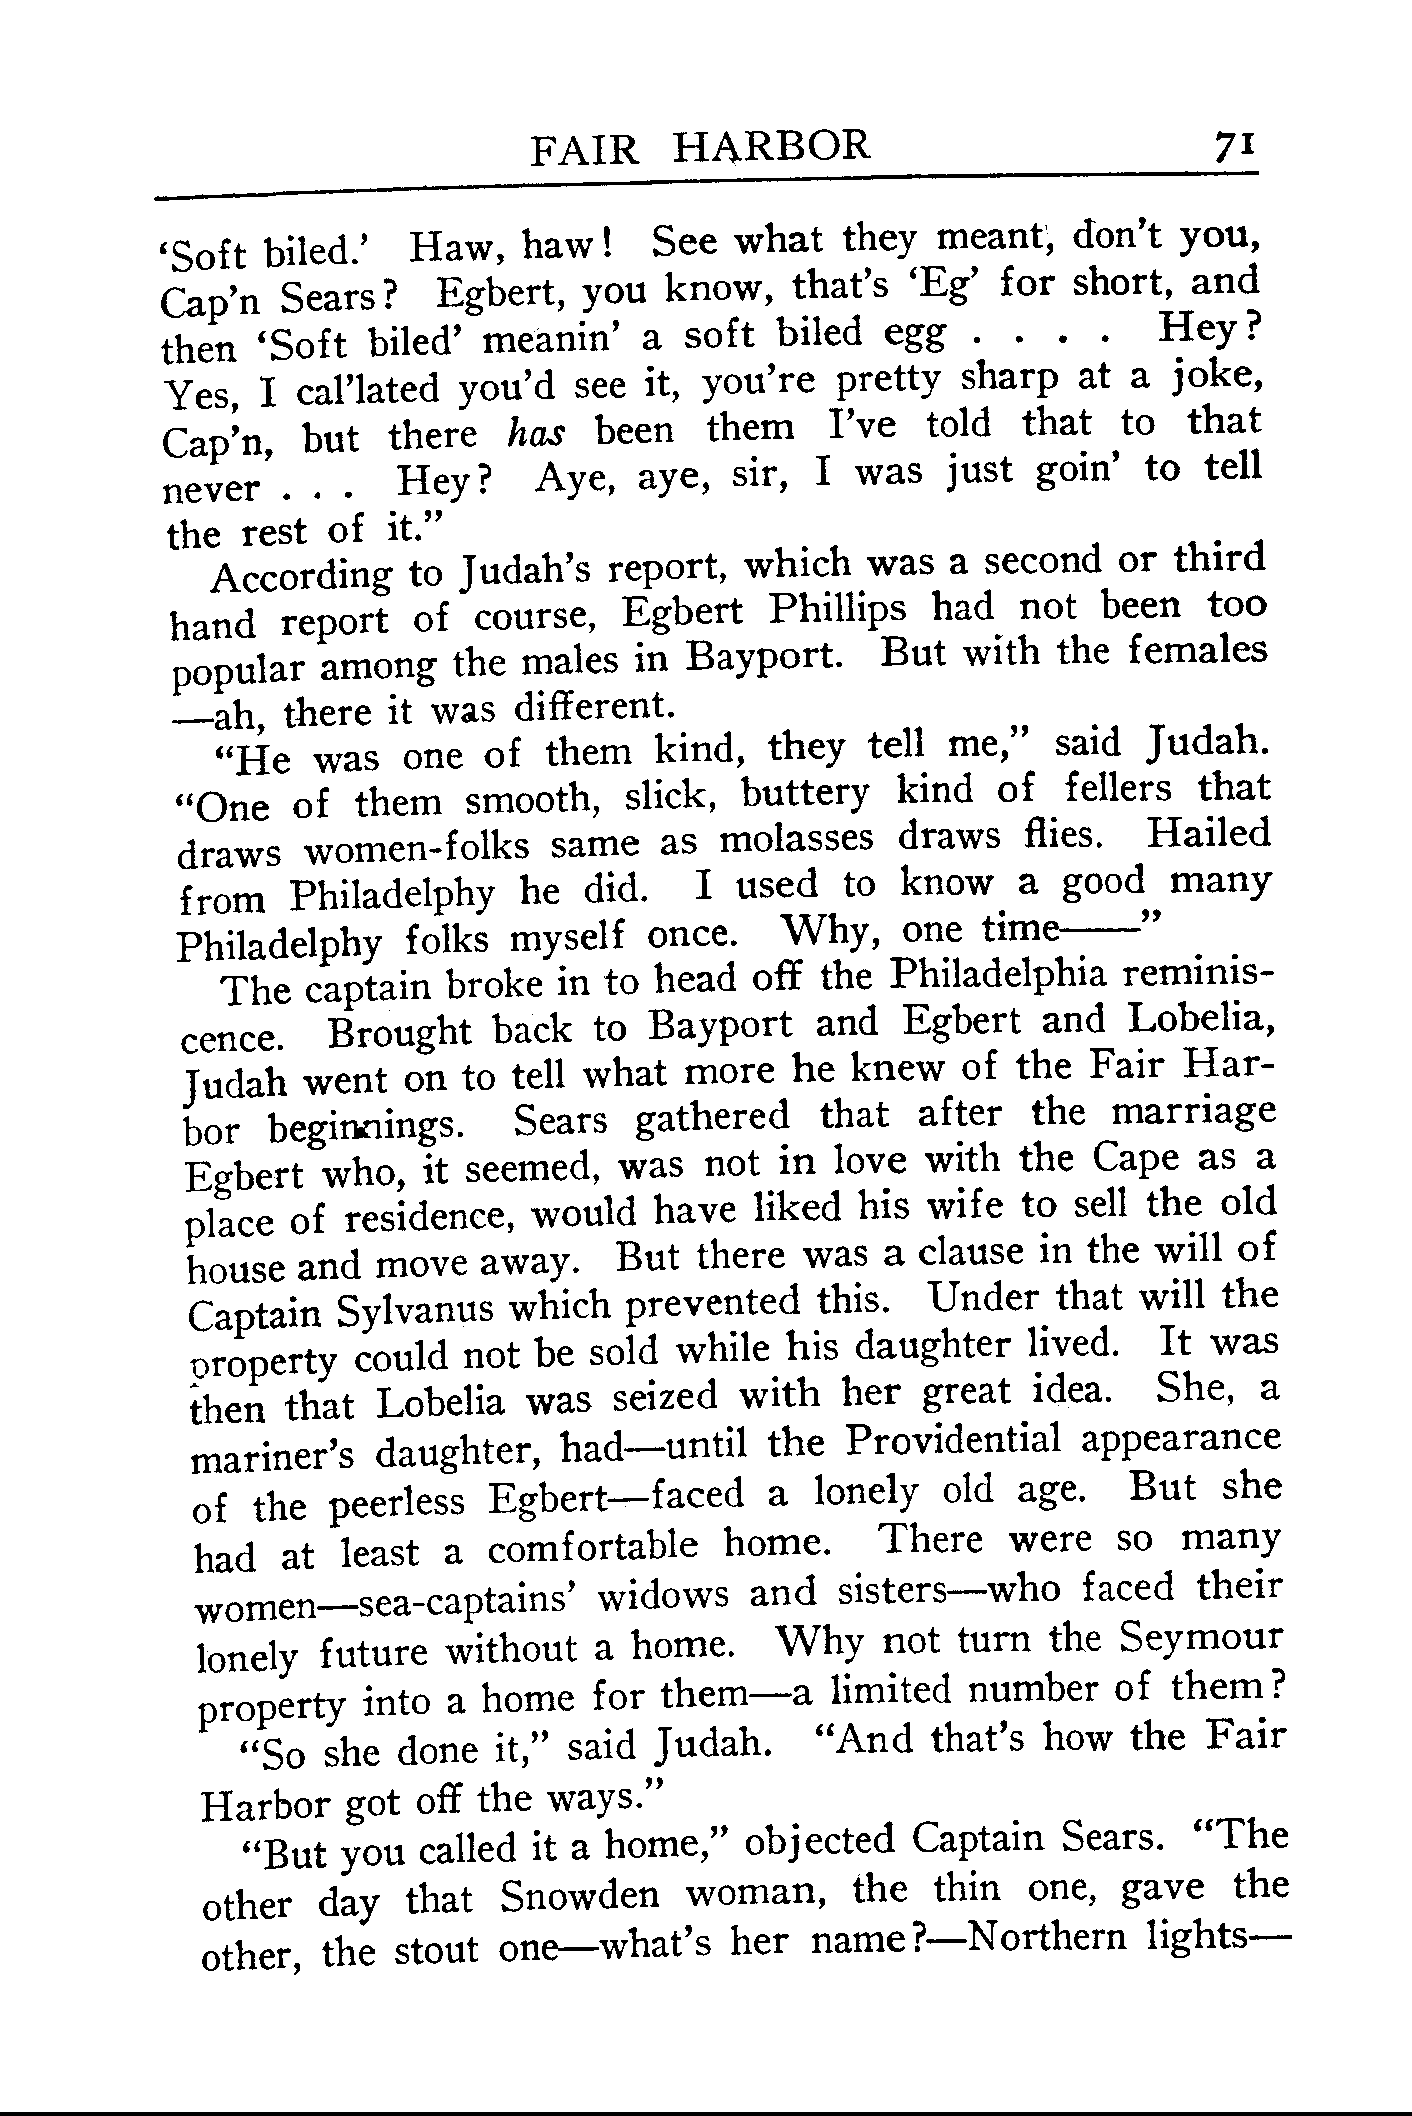 FAIR HARBOR 71
‘Soft biled.’ Haw, haw! See what they meant, don’t you,
Cap’n Sears? Egbert, you know, that’s ‘Eg’ for short, and
then ‘Soft biled’ meanin’ a soft biled egg . . . . Hey?
Yes, I cal’lated you’d see it, you’re pretty sharp at a joke,
Cap’n, but there has been them I’ve told that to that
never . . . Hey? Aye, aye, sir, I was just goin’ to tell
the rest of it.”
According to Judah’s report, which was a second or third
hand report of course, Egbert Phillips had not been too
popular among the males in Bayport. But with the females
—ah, there it was different.
“He was one of them kind, they tell me,” said Judah.
“One of them smooth, slick, buttery kind of fellers that
draws women-folks same as molasses draws flies. Hailed
from Philadelphy he did. I used to know a good many
Philadelphy folks myself once. Why, one time——”
The captain broke in to head off the Philadelphia reminis-
cence. Brought back to Bayport and Egbert and Lobelia,
Judah went on to tell what more he knew of the Fair Har-
bor beginnings. Sears gathered that after the marriage
Egbert who, it seemed, was not in love with the Cape as a
place of residence, would have liked his wife to sell the old
house and move away. But there was a clause in the will of
Captain Sylvanus which prevented this. Under that will the
property could not be sold while his daughter lived. It was
then that Lobelia was seized with her great idea. She, a
mariner’s daughter, had—until the Providential appearance
of the peerless Egbert—faced a lonely old age. But she
had at least a comfortable home. There were so many
women—sea-captains’ widows and sisters—who faced their
lonely future without a home. Why not turn the Seymour
property into a home for them—a limited number of them?
“So she done it,” said Judah. “And that’s how the Fair
Harbor got off the ways.”
“But you called it a home,” objected Captain Sears. “The
other day that Snowden woman, the thin one, gave the
other, the stout one—what’s her name?—Northern lights—